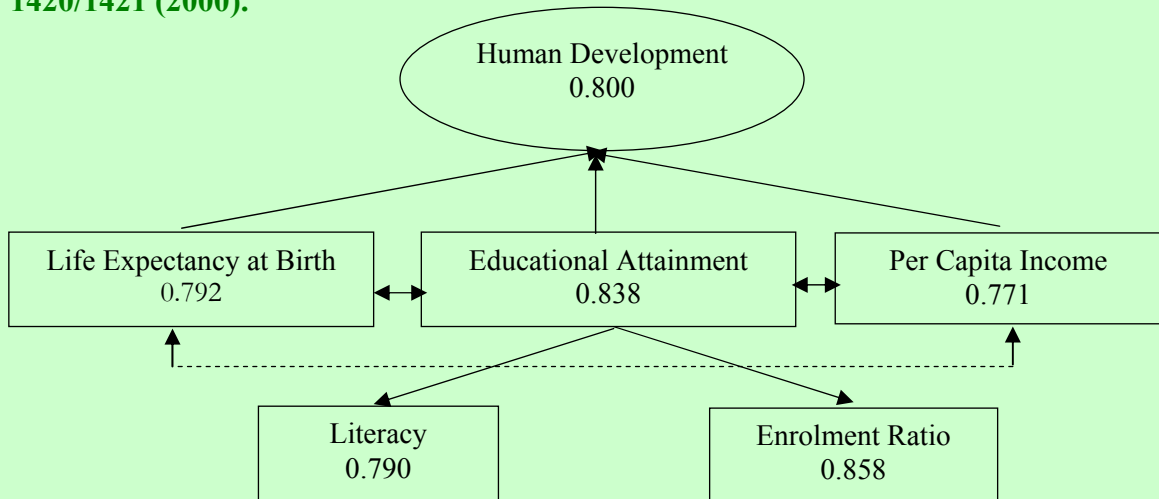 1420/1421 (2000).
Human Development
0.800
Life Expectancy at Birth
0.792
Educational Attainment
0.838
Per Capita Income
0.771
Literacy
0.790
Enrolment Ratio
0.858